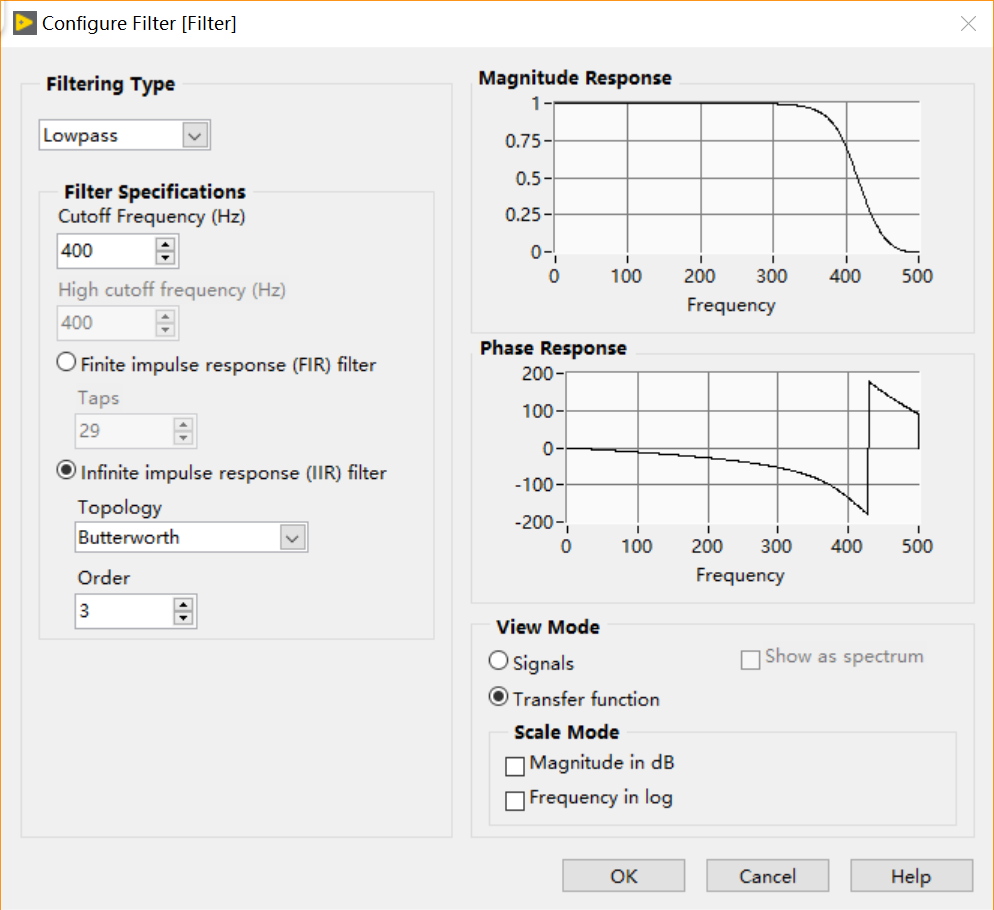 Configure Filter [Filter]
Filtering Type
Lowpass
Filter Specifications
Cutoff Frequency (Hz)
400
High cutoff frequency (Hz)
400
Finite impulse response (FIR) filter
Taps
29
Infinite impulse response (IIR) filter
Topology
Butterworth
Order
3
Magnitude Response
1
0.75
0.5
0.25
0
0 100 200 300 400 500
Frequency
Phase Response
200
100
0
-100
-200
0 100 200 300 400 500
Frequency
View Mode
Signals
Show as spectrum
Transfer function
Scale Mode
Magnitude in dB
Frequency in log
OK Cancel Help